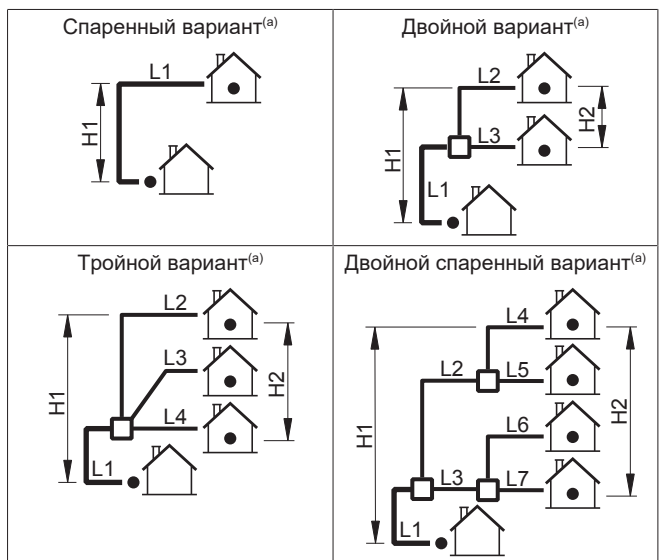 Спаренный вариант(a)
L1
H1
Двойной вариант(a)
L2
H2
L3
H1
L1
Тройной вариант(a)
L2
L3
H1
H2
L4
L1
Двойной спаренный вариант(a)
L4
L2
L5
H1
H2
L6
L3
L7
L1